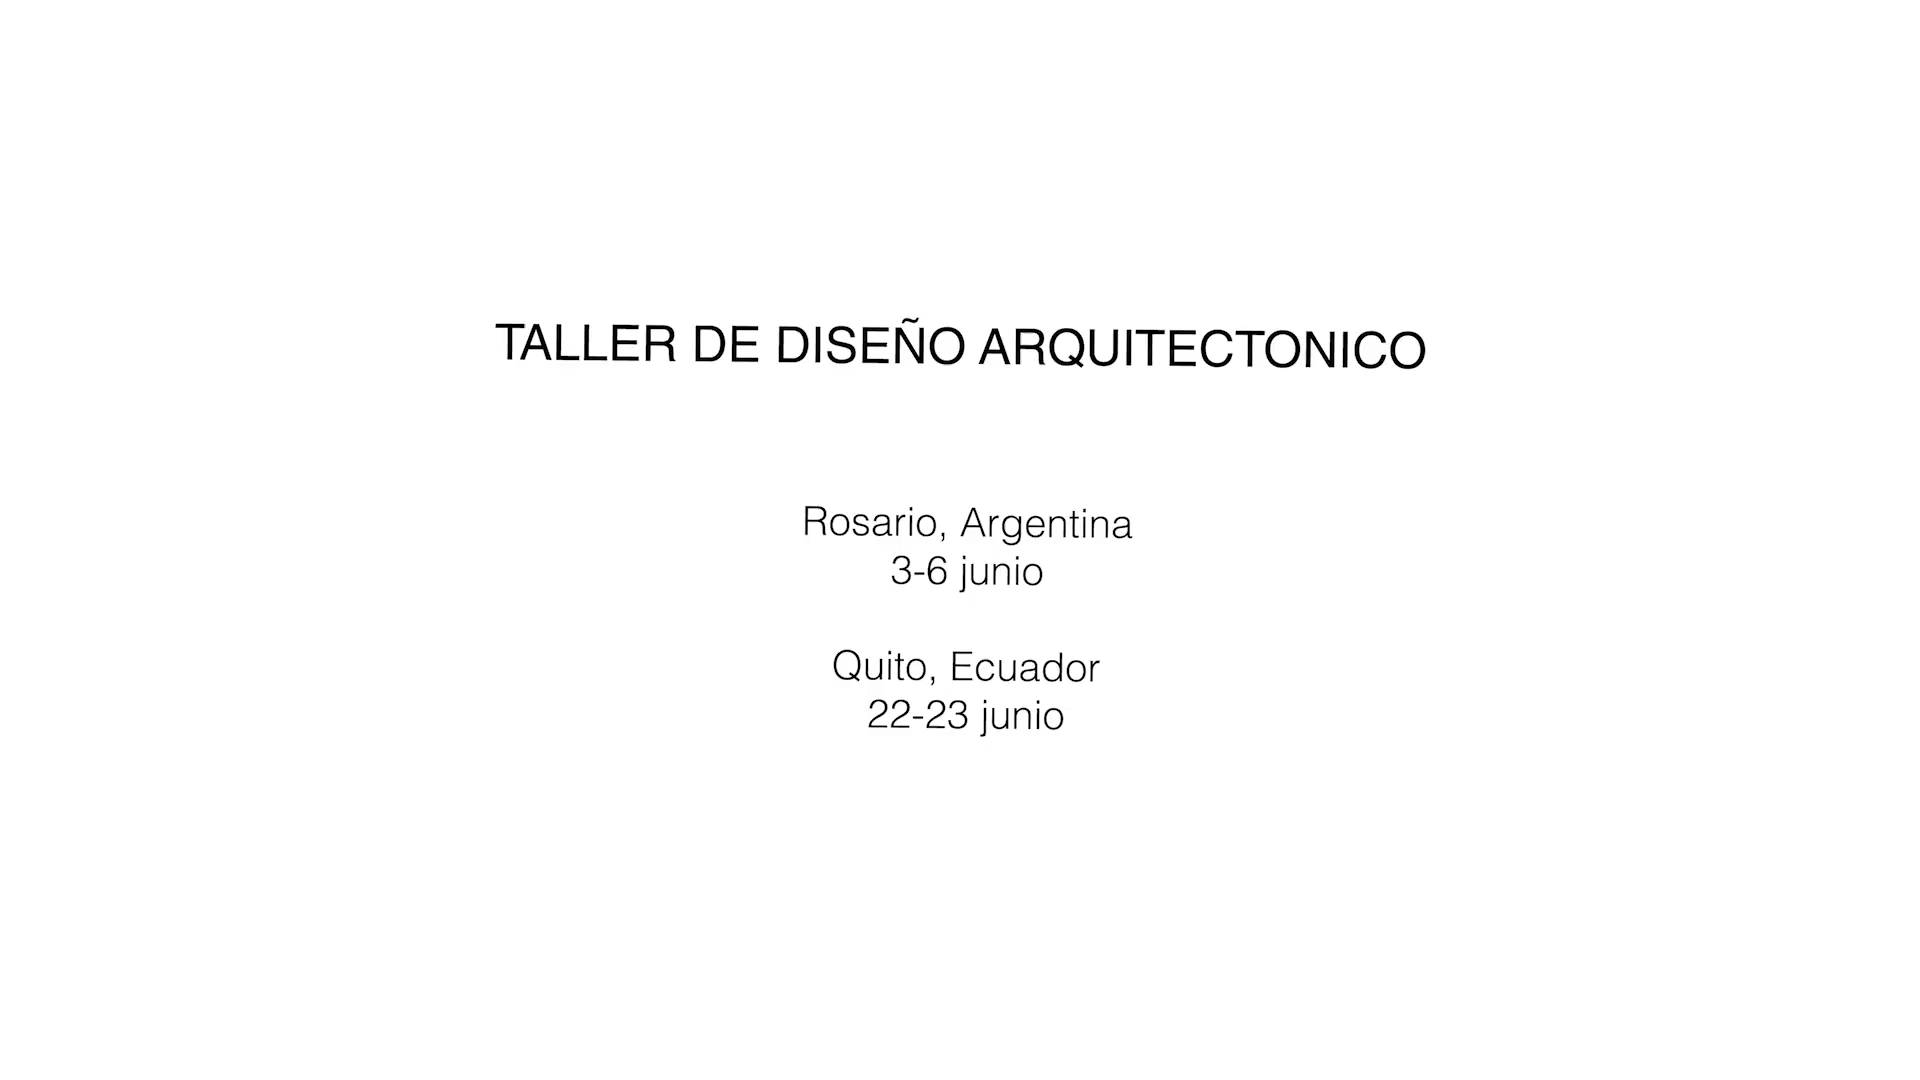 TALLER DE DISEÑO ARQUITECTONICO
Rosario, Argentina
3-6 junio
Quito, Ecuador
22-23 junio